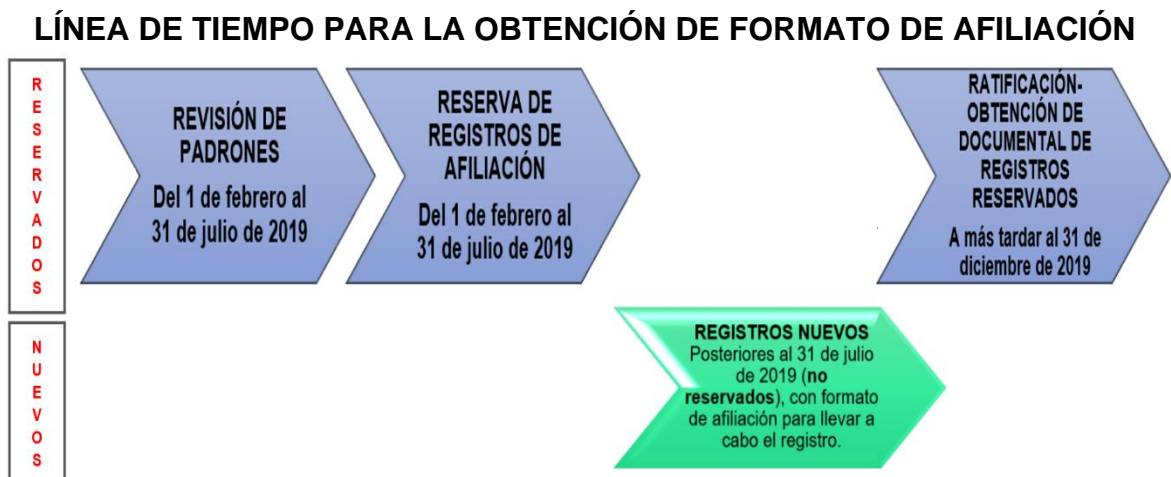 LÍNEA DE TIEMPO PARA LA OBTENCIÓN DE FORMATO DE AFILIACIÓN
RESERVADOS
REVISIÓN DE
PADRONES
Del 1 de febrero al
31 de julio de 2019
RESERVA DE
REGISTROS DE
AFILIACIÓN
Del 1 de febrero al
31 de julio de 2019
RATIFICACIÓN-
OBTENCIÓN DE
DOCUMENTAL DE
REGISTROS
RESERVADOS
A más tardar al 31 de
diciembre de 2019
NUEVOS
REGISTROS NUEVOS
Posteriores al 31 de julio
de 2019 (no
reservados), con formato
de afiliación para llevar a
cabo el registro.